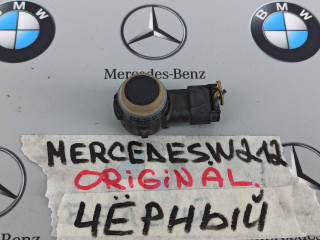 BMW
BMW
Mercedes-Benz
MERCEDES.W212
ORiGiNAL.
ЧЁРНЫЙ